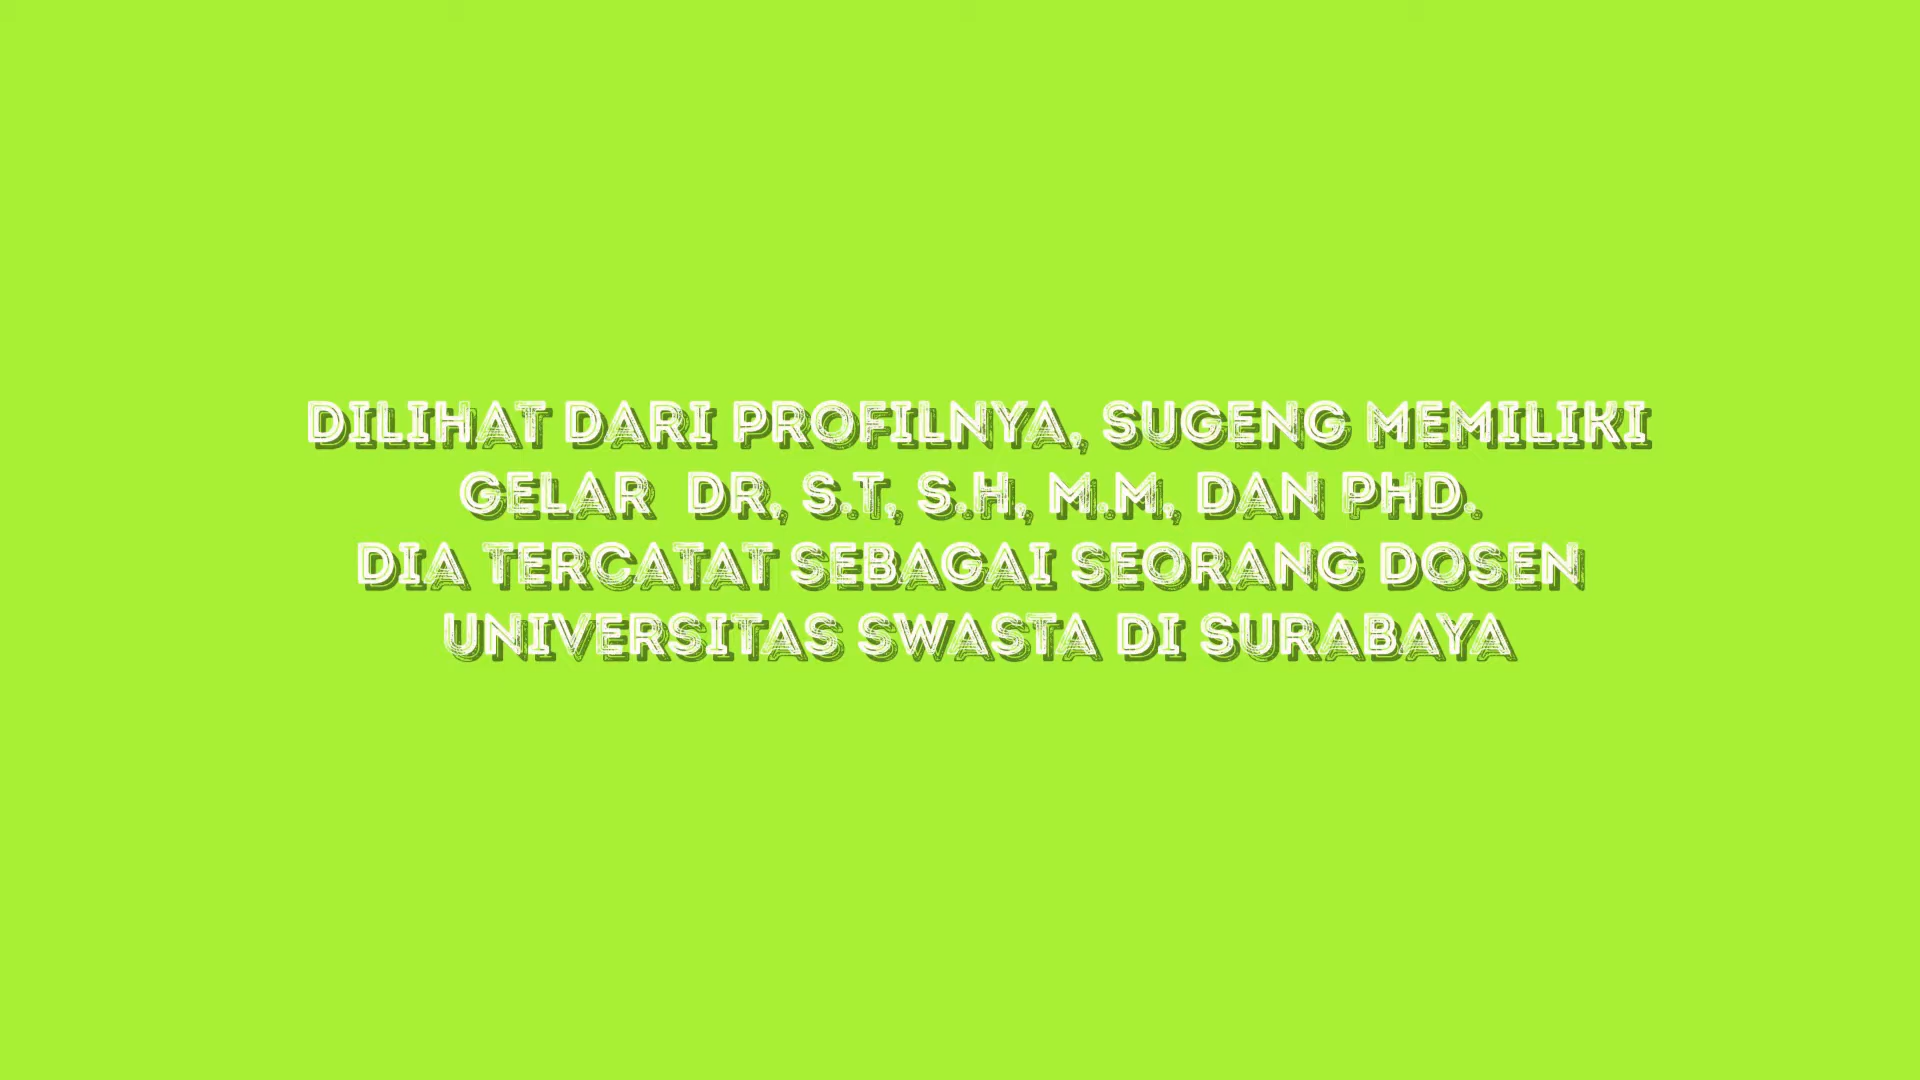 DILIHAT DARI PROFILNYA, SUGENG MEMILIKI
GELAR DR, S.T, S.H, M.M, DAN PHD.
DIA TERCATAT SEBAGAI SEORANG DOSEN
UNIVERSITAS SWASTA DI SURABAYA